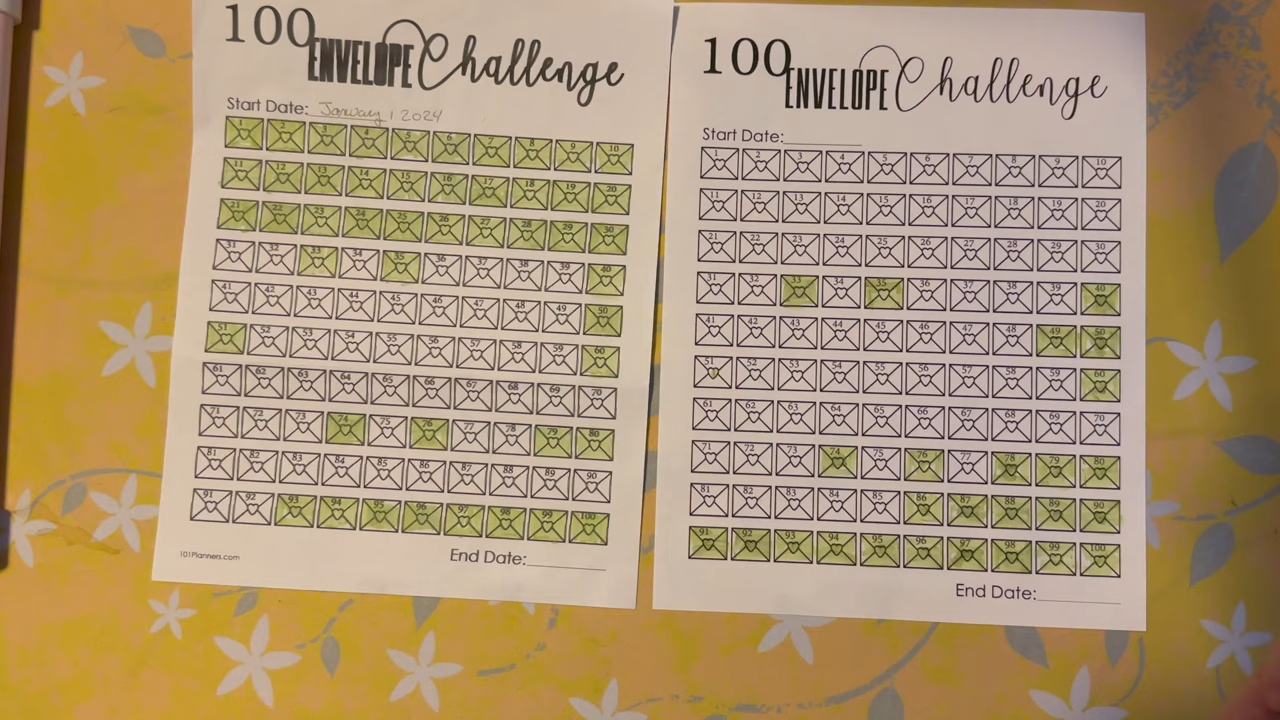 100 ENVELOPE Challenge
Start Date: January 1 2024
1 2 3 4 5 6 7 8 9 10
11 12 13 14 15 16 17 18 19 20
21 22 23 24 25 26 27 28 29 30
31 32 33 34 35 36 37 38 39 40
41 42 43 44 45 46 47 48 49 50
51 52 53 54 55 56 57 58 59 60
61 62 63 64 65 66 67 68 69 70
71 72 73 74 75 76 77 78 79 80
81 82 83 84 85 86 87 88 89 90
91 92 93 94 95 96 97 98 99 100
101Planners.com
End Date:
100 ENVELOPE Challenge
Start Date:
1 2 3 4 5 6 7 8 9 10
11 12 13 14 15 16 17 18 19 20
21 22 23 24 25 26 27 28 29 30
31 32 33 34 35 36 37 38 39 40
41 42 43 44 45 46 47 48 49 50
51 52 53 54 55 56 57 58 59 60
61 62 63 64 65 66 67 68 69 70
71 72 73 74 75 76 77 78 79 80
81 82 83 84 85 86 87 88 89 90
91 92 93 94 95 96 97 98 99 100
End Date: